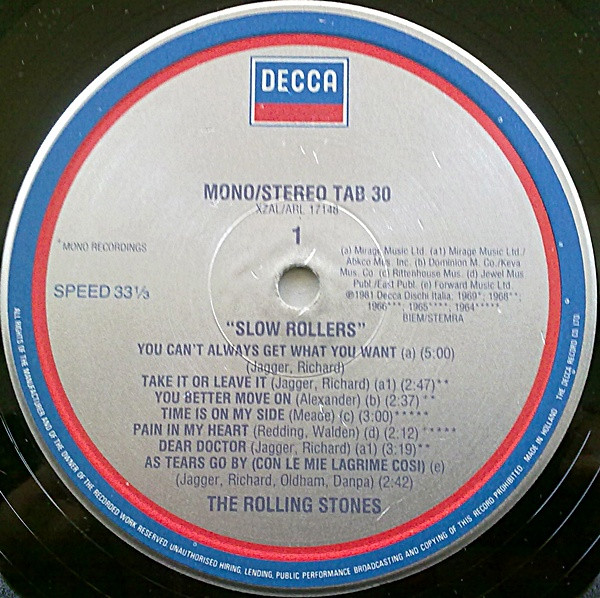 DECCA
MONO/STEREO TAB 30
XZAL/ARL 17148
1
*MONO RECORDINGS
SPEED 33 1/3
(a) Mirage Music Ltd. (a1) Mirage Music Ltd./
Abkco Mus. Inc. (b) Dominion M. Co./Keva
Mus. Co (c) Rittenhouse Mus. (d) Jewel Mus
Publ./East Publ. (e) Forward Music Ltd.
℗1981 Decca Dischi Italia, 1969*; 1968**;
1966***; 1965****; 1964*****
BIEM/STEMRA
"SLOW ROLLERS"
YOU CAN'T ALWAYS GET WHAT YOU WANT (a) (5:00)
(Jagger, Richard)
TAKE IT OR LEAVE IT (Jagger, Richard) (a1) (2:47)**
YOU BETTER MOVE ON (Alexander) (b) (2:37)**
TIME IS ON MY SIDE (Meade) (c) (3:00)*****
PAIN IN MY HEART (Redding, Walden) (d) (2:12)*****
DEAR DOCTOR (Jagger, Richard) (a1) (3:19)**
AS TEARS GO BY (CON LE MIE LAGRIME COSI) (e)
(Jagger, Richard, Oldham, Danpa) (2:42)
THE ROLLING STONES
ALL RIGHTS OF THE MANUFACTURER AND OF THE OWNER OF THE RECORDED WORK RESERVED. UNAUTHORISED HIRING, LENDING, PUBLIC PERFORMANCE BROADCASTING AND COPYING OF THIS RECORD PROHIBITED. MADE IN HOLLAND THE DECCA RECORD CO LTD.